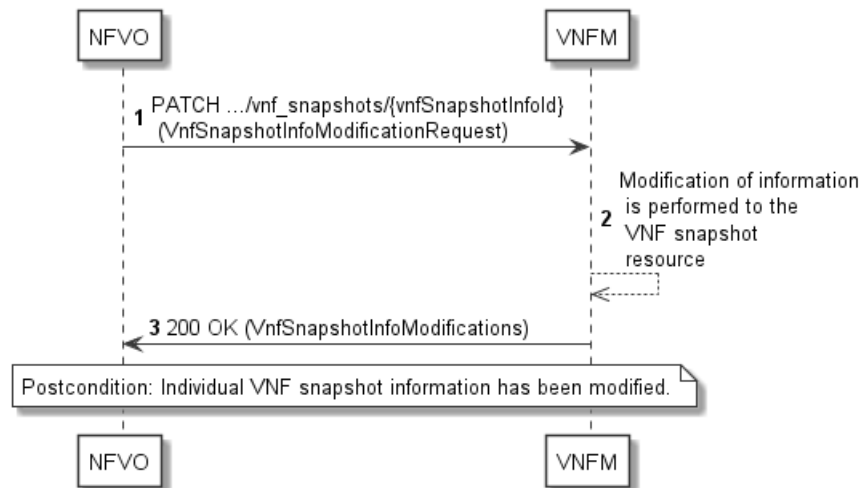 NFVO
VNFM
1 PATCH .../vnf_snapshots/{vnfSnapshotInfoId}
(VnfSnapshotInfoModificationRequest)
Modification of information
is performed to the
2 VNF snapshot
resource
3 200 OK (VnfSnapshotInfoModifications)
Postcondition: Individual VNF snapshot information has been modified.
NFVO
VNFM